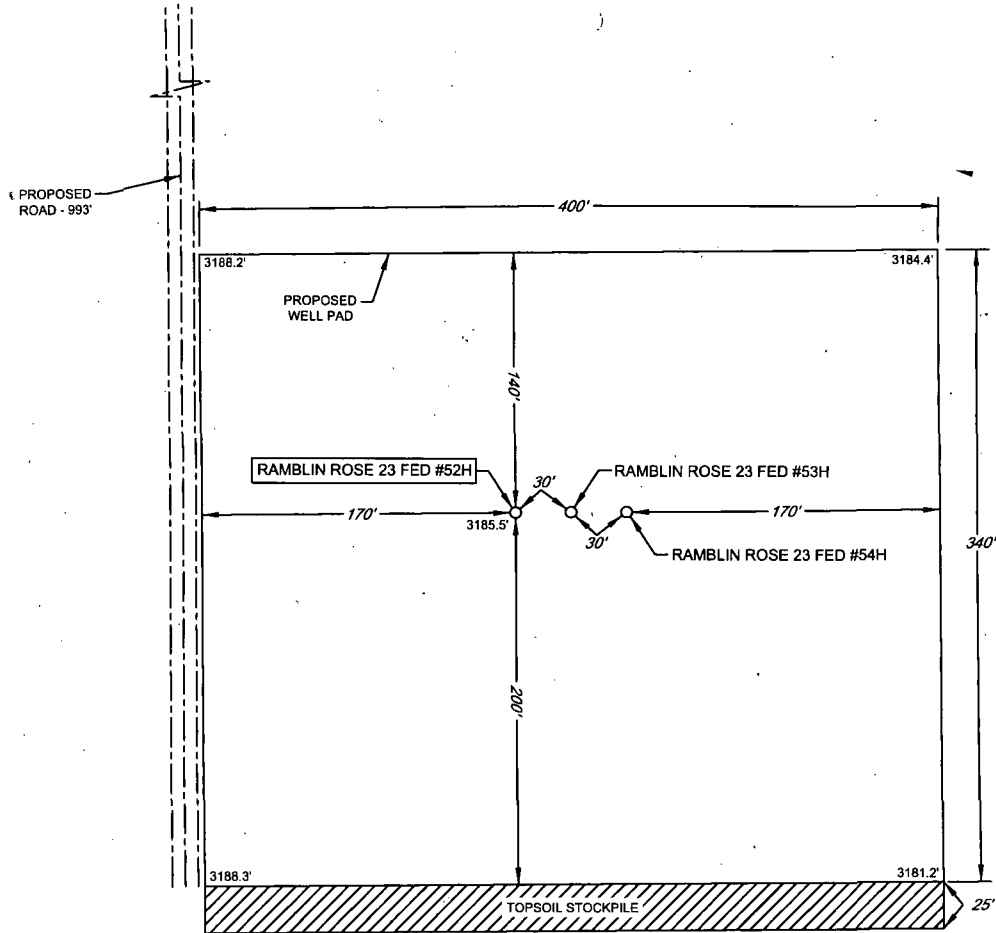 ℄ PROPOSED
ROAD - 993'
400'
3188.2'
3184.4'
PROPOSED
WELL PAD
140'
RAMBLIN ROSE 23 FED #52H
30'
RAMBLIN ROSE 23 FED #53H
170'
3185.5'
170'
30'
RAMBLIN ROSE 23 FED #54H
340'
200'
3188.3'
3181.2'
TOPSOIL STOCKPILE
25'